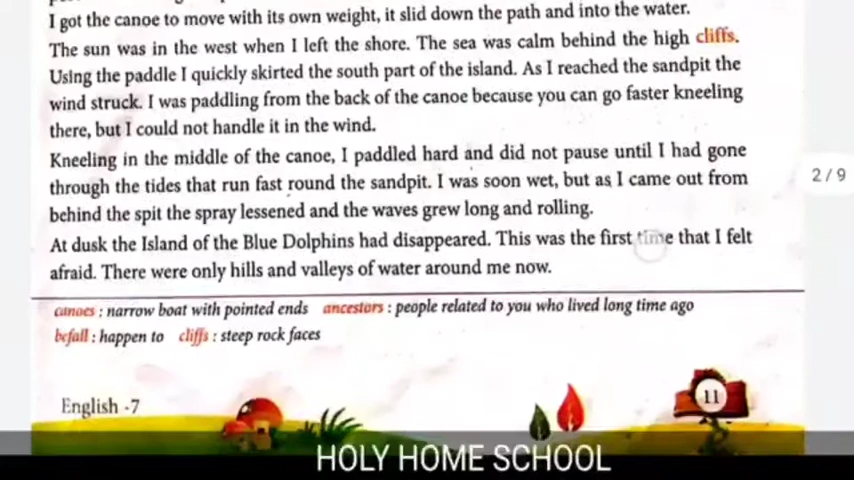 I got the canoe to move with its own weight, it slid down the path and into the water.
The sun was in the west when I left the shore. The sea was calm behind the high cliffs.
Using the paddle I quickly skirted the south part of the island. As I reached the sandpit the
wind struck. I was paddling from the back of the canoe because you can go faster kneeling
there, but I could not handle it in the wind.
Kneeling in the middle of the canoe, I paddled hard and did not pause until I had gone
through the tides that run fast round the sandpit. I was soon wet, but as I came out from
behind the spit the spray lessened and the waves grew long and rolling.
At dusk the Island of the Blue Dolphins had disappeared. This was the first time that I felt
afraid. There were only hills and valleys of water around me now.
canoes : narrow boat with pointed ends ancestors : people related to you who lived long time ago
befall : happen to cliffs : steep rock faces
2 / 9
English -7
11
HOLY HOME SCHOOL